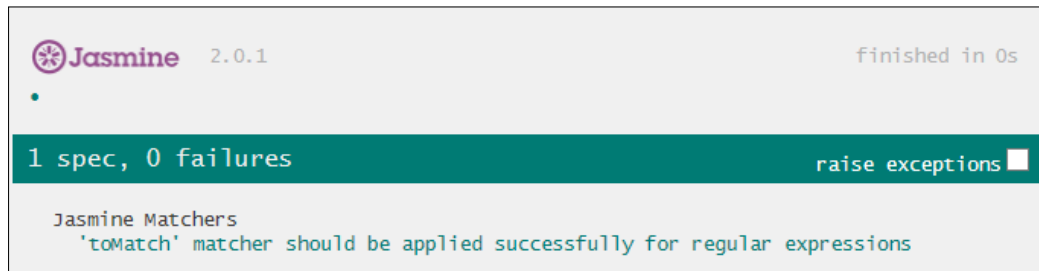 Jasmine 2.0.1 finished in 0s
•
1 spec, 0 failures raise exceptions
Jasmine Matchers
'toMatch' matcher should be applied successfully for regular expressions